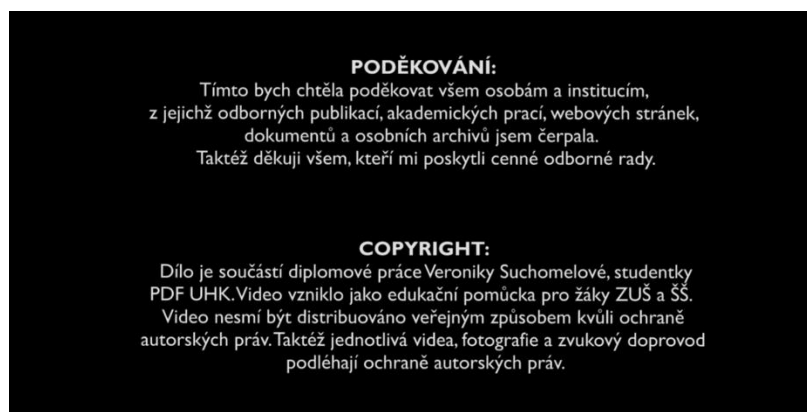 PODĚKOVÁNÍ:
Tímto bych chtěla poděkovat všem osobám a institucím,
z jejichž odborných publikací, akademických prací, webových stránek,
dokumentů a osobních archivů jsem čerpala.
Taktéž děkuji všem, kteří mi poskytli cenné odborné rady.
COPYRIGHT:
Dílo je součástí diplomové práce Veroniky Suchomelové, studentky
PDF UHK. Video vzniklo jako edukační pomůcka pro žáky ZUŠ a ŠŠ.
Video nesmí být distribuováno veřejným způsobem kvůli ochraně
autorských práv. Taktéž jednotlivá videa, fotografie a zvukový doprovod
podléhají ochraně autorských práv.